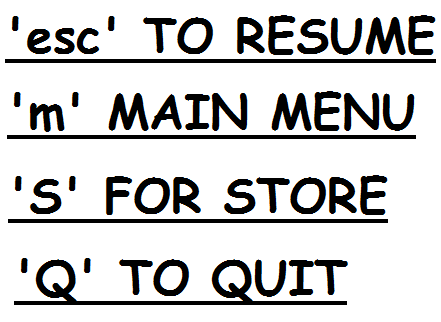 'esc' TO RESUME
'm' MAIN MENU
'S' FOR STORE
'Q' TO QUIT